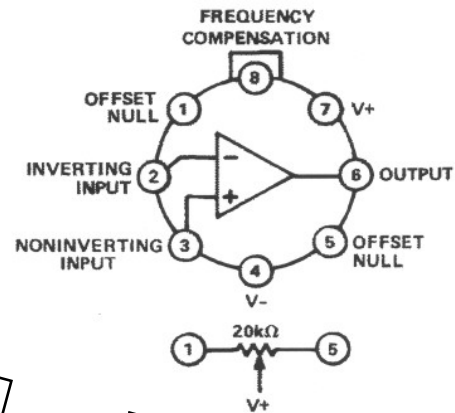 FREQUENCY
COMPENSATION
8
OFFSET
NULL
1
7
V+
INVERTING
INPUT
2
−
6
OUTPUT
+
NONINVERTING
INPUT
3
5
OFFSET
NULL
4
V−
20kΩ
1
5
V+